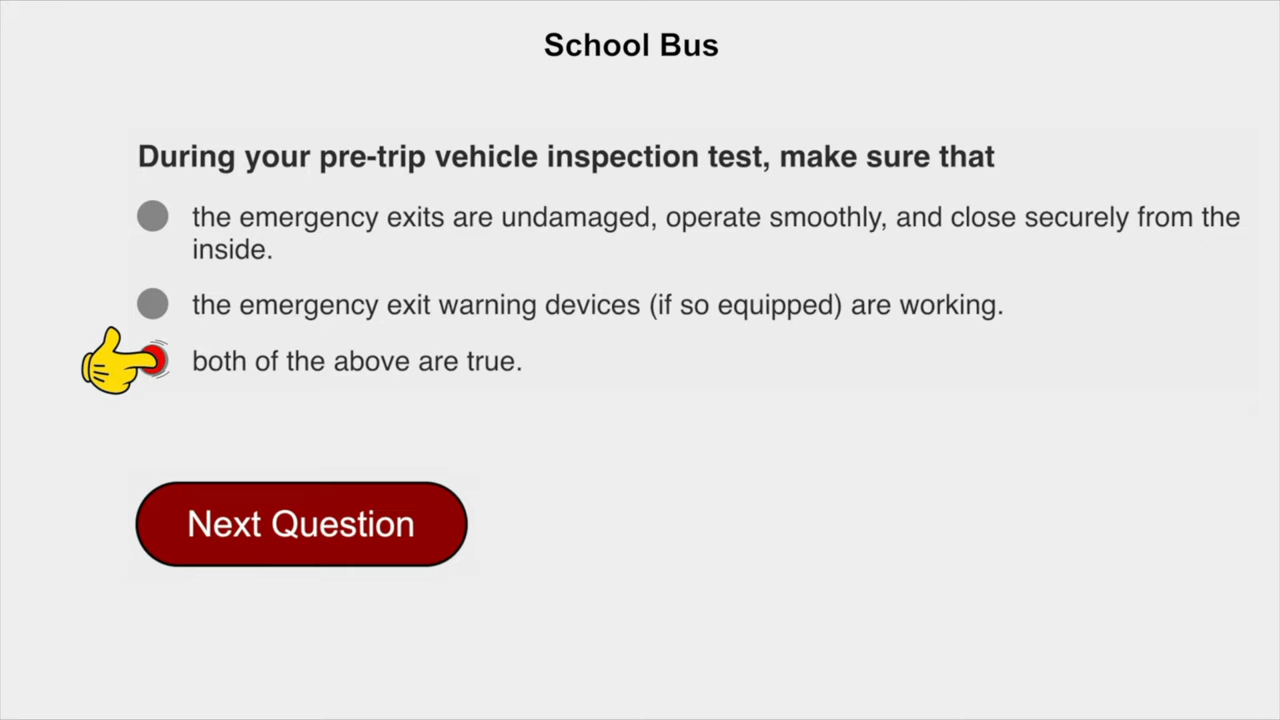 School Bus
During your pre-trip vehicle inspection test, make sure that
the emergency exits are undamaged, operate smoothly, and close securely from the
inside.
the emergency exit warning devices (if so equipped) are working.
both of the above are true.
Next Question